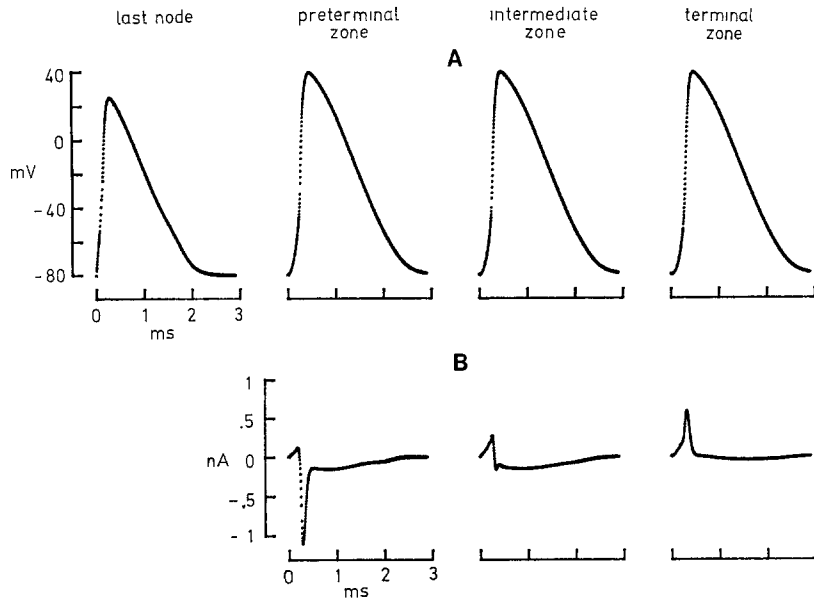 last node
preterminal zone
intermediate zone
terminal zone
A
40
0
mV
-40
-80
0 1 2 3
ms
B
1
.5
nA 0
-.5
-1
0 1 2 3
ms